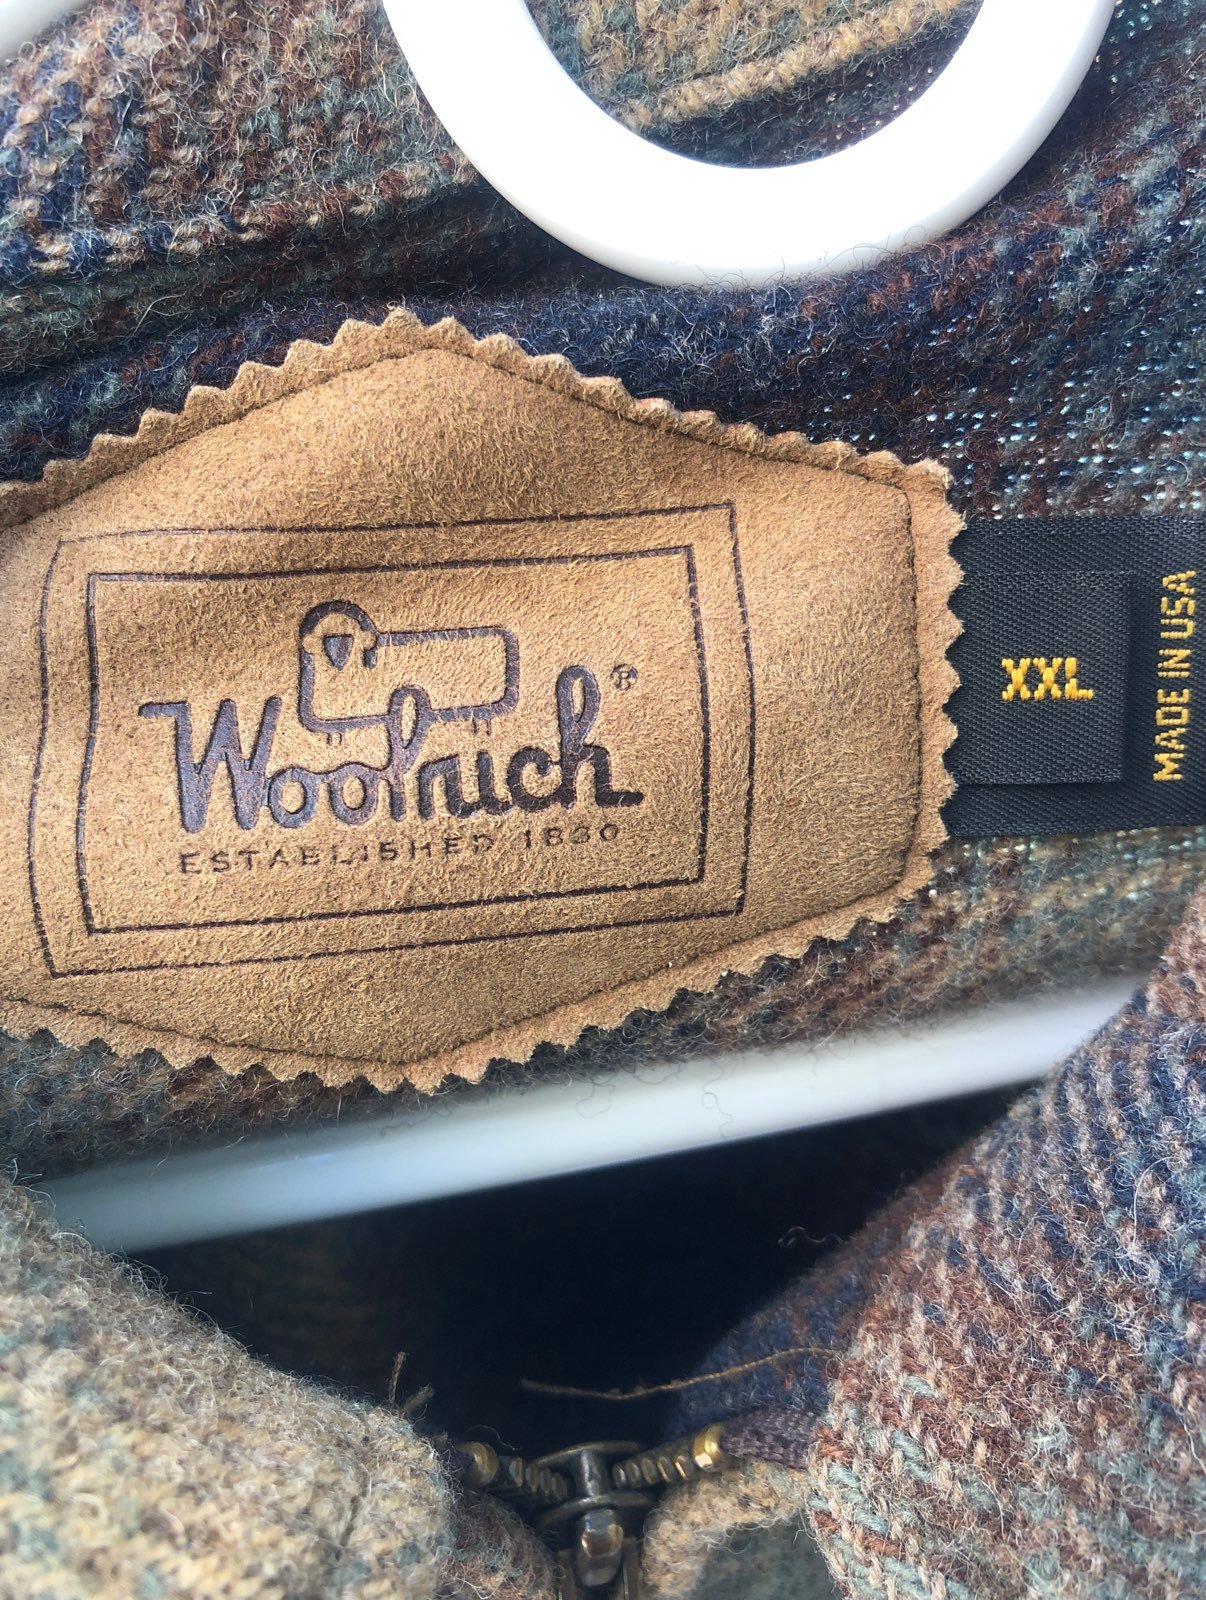 Woolrich®
ESTABLISHED 1830
XXL
MADE IN USA